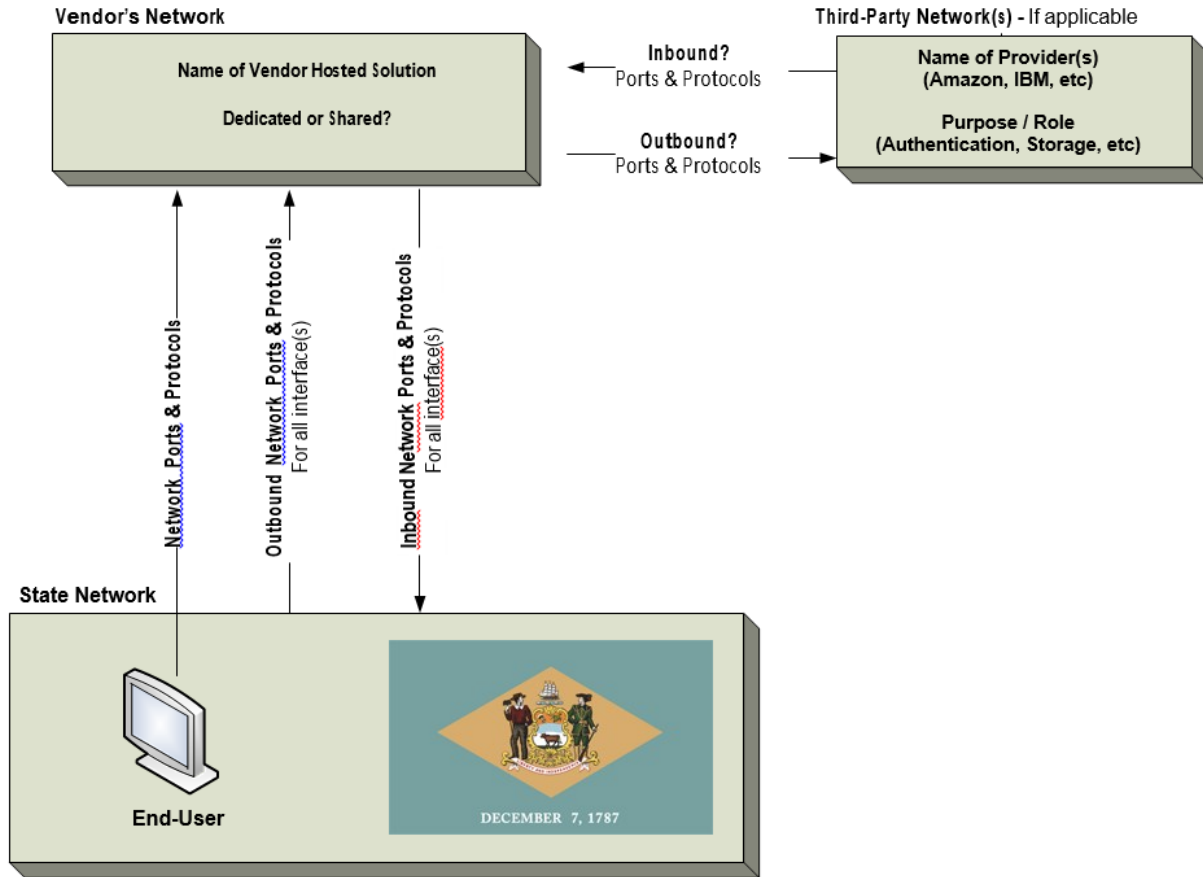 Vendor's Network
Third-Party Network(s) - If applicable
Name of Vendor Hosted Solution
Dedicated or Shared?
Inbound?
Ports & Protocols
Outbound?
Ports & Protocols
Name of Provider(s)
(Amazon, IBM, etc)
Purpose / Role
(Authentication, Storage, etc)
Network Ports & Protocols
Outbound Network Ports & Protocols
For all interface(s)
Inbound Network Ports & Protocols
For all interface(s)
State Network
End-User
DECEMBER 7, 1787